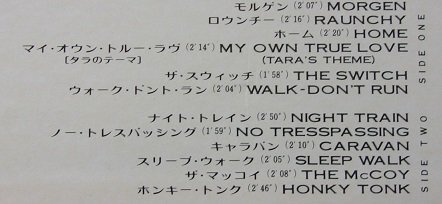 モルゲン (2'07") MORGEN
ロウンチー (2'16") RAUNCHY
ホーム (2'20") HOME
マイ・オウン・トルー・ラヴ (2'14") MY OWN TRUE LOVE
[タラのテーマ] (TARA'S THEME)
ザ・スウィッチ (1'58") THE SWITCH
ウォーク・ドント・ラン (2'04") WALK-DON'T RUN
SIDE ONE
ナイト・トレイン (2'50") NIGHT TRAIN
ノー・トレスパッシング (1'59") NO TRESSPASSING
キャラバン (2'10") CARAVAN
スリープ・ウォーク (2'05") SLEEP WALK
ザ・マッコイ (2'08") THE McCOY
ホンキー・トンク (2'46") HONKY TONK
SIDE TWO